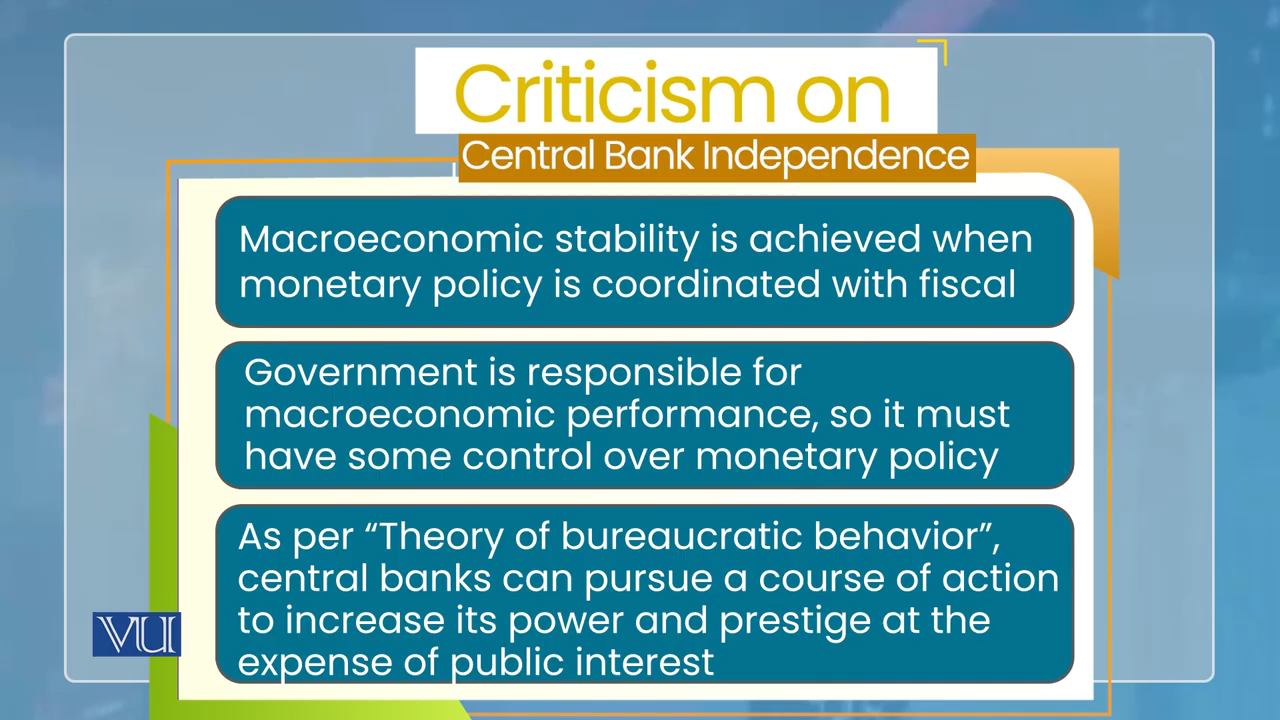 Criticism on
Central Bank Independence
Macroeconomic stability is achieved when
monetary policy is coordinated with fiscal
Government is responsible for
macroeconomic performance, so it must
have some control over monetary policy
As per “Theory of bureaucratic behavior”,
central banks can pursue a course of action
to increase its power and prestige at the
expense of public interest
VU